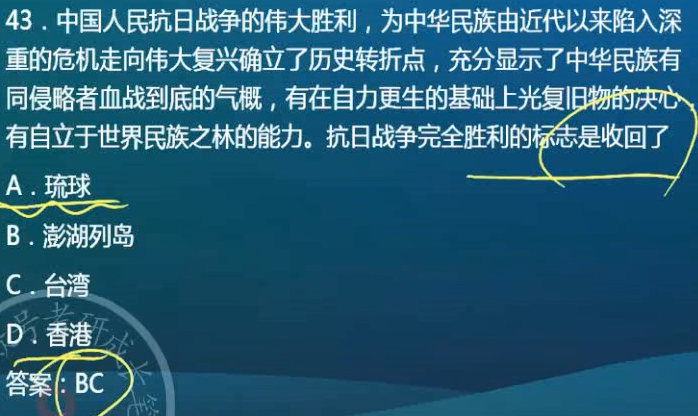 43．中国人民抗日战争的伟大胜利，为中华民族由近代以来陷入深
重的危机走向伟大复兴确立了历史转折点，充分显示了中华民族有
同侵略者血战到底的气概，有在自力更生的基础上光复旧物的决心
有自立于世界民族之林的能力。抗日战争完全胜利的标志是收回了
A．琉球
B．澎湖列岛
C．台湾
D．香港
答案：BC